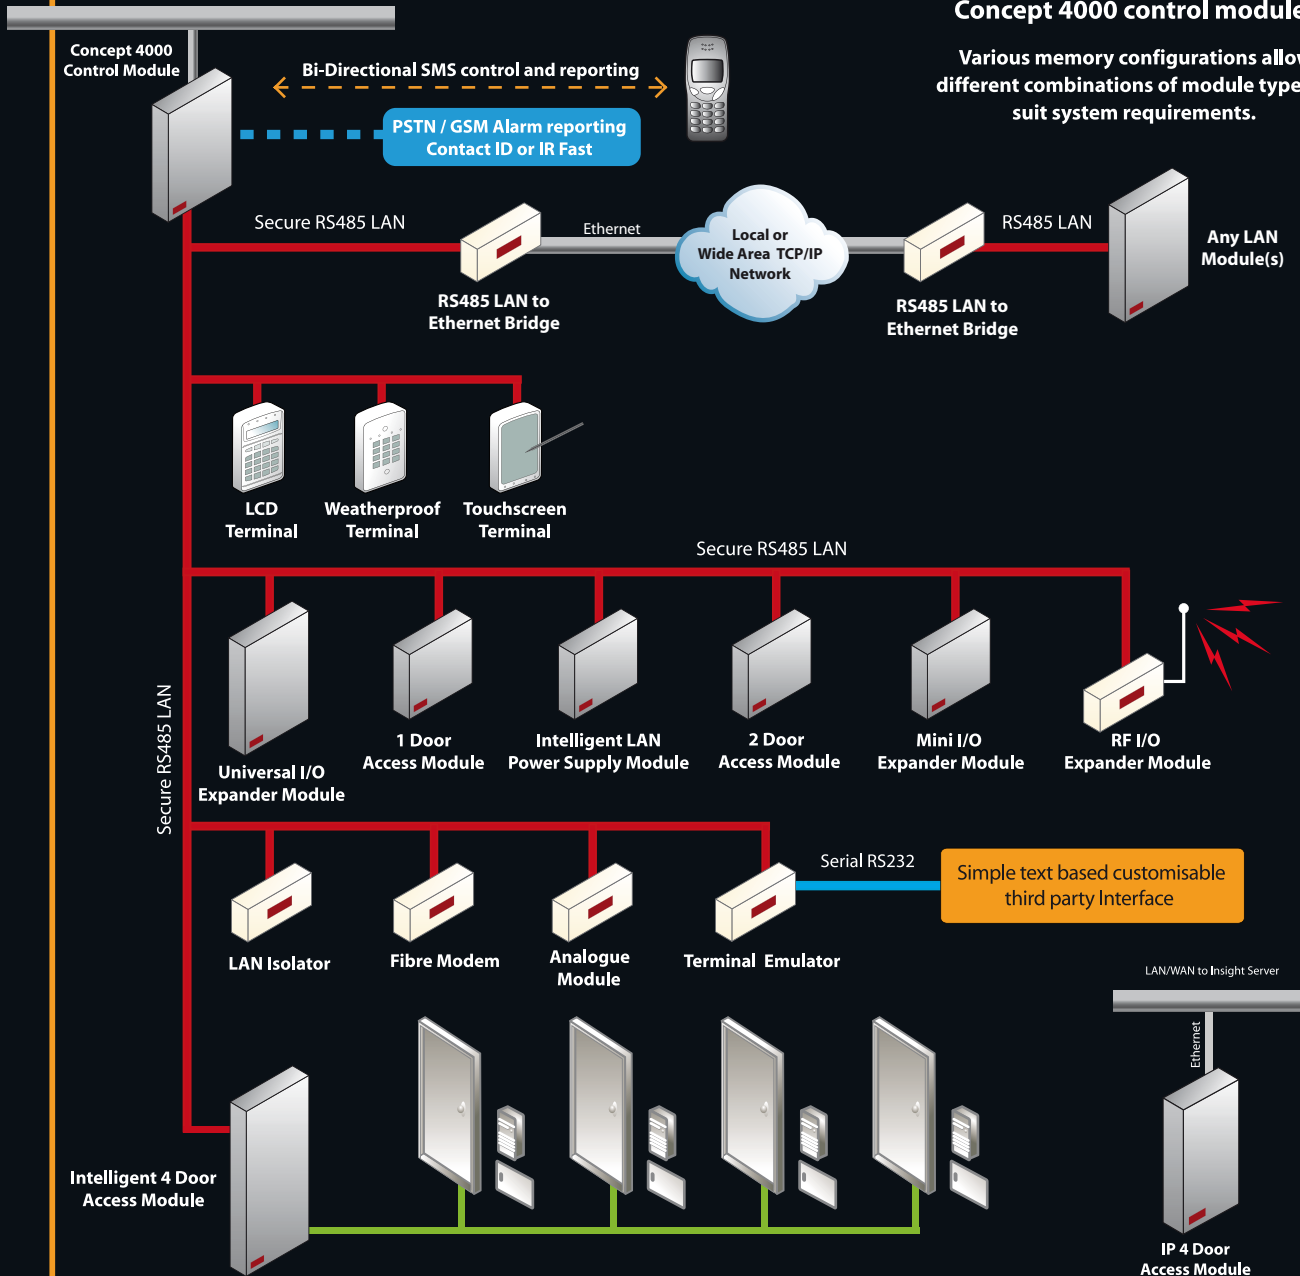 Concept 4000 control module
Various memory configurations allow
different combinations of module type
suit system requirements.
Concept 4000
Control Module
Bi-Directional SMS control and reporting
PSTN / GSM Alarm reporting
Contact ID or IR Fast
Secure RS485 LAN
Ethernet
Local or
Wide Area TCP/IP
Network
RS485 LAN
Any LAN
Module(s)
RS485 LAN to
Ethernet Bridge
RS485 LAN to
Ethernet Bridge
LCD
Terminal
Weatherproof
Terminal
Touchscreen
Terminal
Secure RS485 LAN
Secure RS485 LAN
Universal I/O
Expander Module
1 Door
Access Module
Intelligent LAN
Power Supply Module
2 Door
Access Module
Mini I/O
Expander Module
RF I/O
Expander Module
Serial RS232
Simple text based customisable
third party Interface
LAN Isolator
Fibre Modem
Analogue
Module
Terminal Emulator
LAN/WAN to Insight Server
Ethernet
Intelligent 4 Door
Access Module
IP 4 Door
Access Module